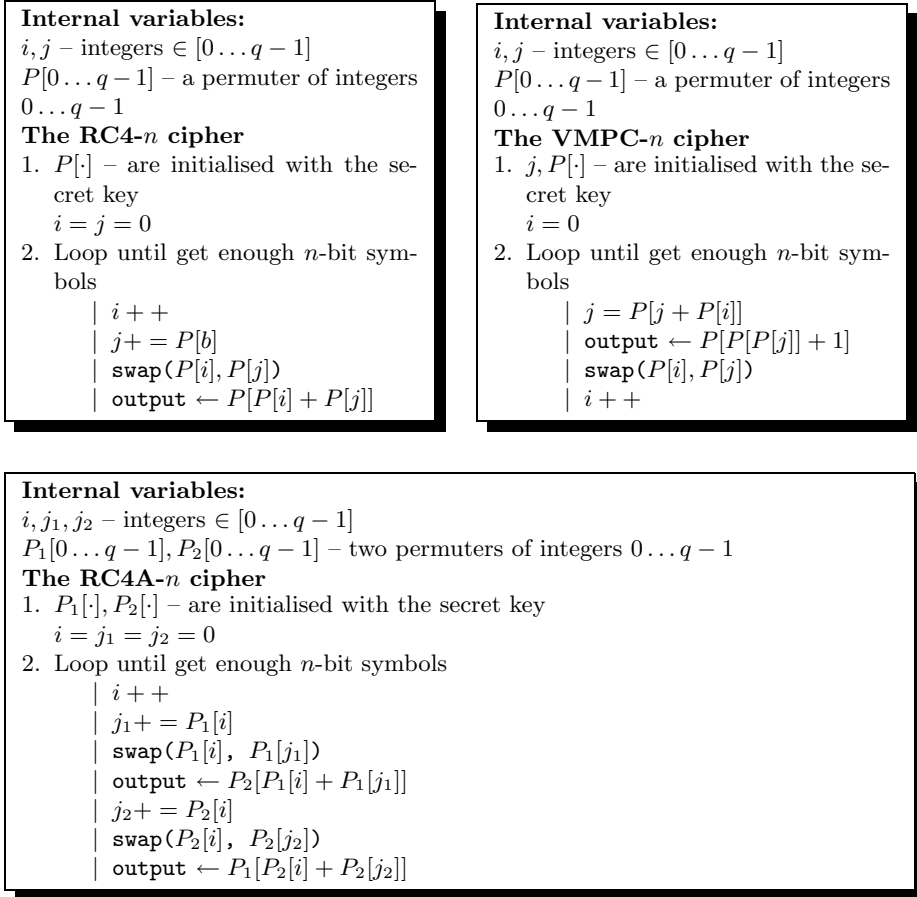 Internal variables:
i, j – integers ∈ [0 . . . q − 1]
P[0 . . . q − 1] – a permuter of integers
0 . . . q − 1
The RC4-n cipher
1. P[·] – are initialised with the se-
cret key
i = j = 0
2. Loop until get enough n-bit sym-
bols
| i + +
| j+ = P[b]
| swap(P[i], P[j])
| output ← P[P[i] + P[j]]
Internal variables:
i, j – integers ∈ [0 . . . q − 1]
P[0 . . . q − 1] – a permuter of integers
0 . . . q − 1
The VMPC-n cipher
1. j, P[·] – are initialised with the se-
cret key
i = 0
2. Loop until get enough n-bit sym-
bols
| j = P[j + P[i]]
| output ← P[P[P[j]] + 1]
| swap(P[i], P[j])
| i + +
Internal variables:
i, j₁, j₂ – integers ∈ [0 . . . q − 1]
P₁[0 . . . q − 1], P₂[0 . . . q − 1] – two permuters of integers 0 . . . q − 1
The RC4A-n cipher
1. P₁[·], P₂[·] – are initialised with the secret key
i = j₁ = j₂ = 0
2. Loop until get enough n-bit symbols
| i + +
| j₁+ = P₁[i]
| swap(P₁[i], P₁[j₁])
| output ← P₂[P₁[i] + P₁[j₁]]
| j₂+ = P₂[i]
| swap(P₂[i], P₂[j₂])
| output ← P₁[P₂[i] + P₂[j₂]]